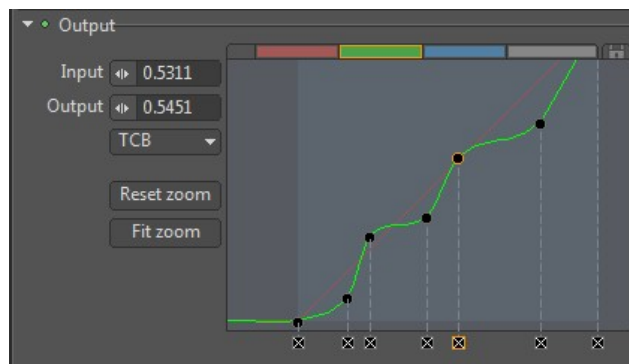 Output
Input 0.5311
Output 0.5451
TCB
Reset zoom
Fit zoom